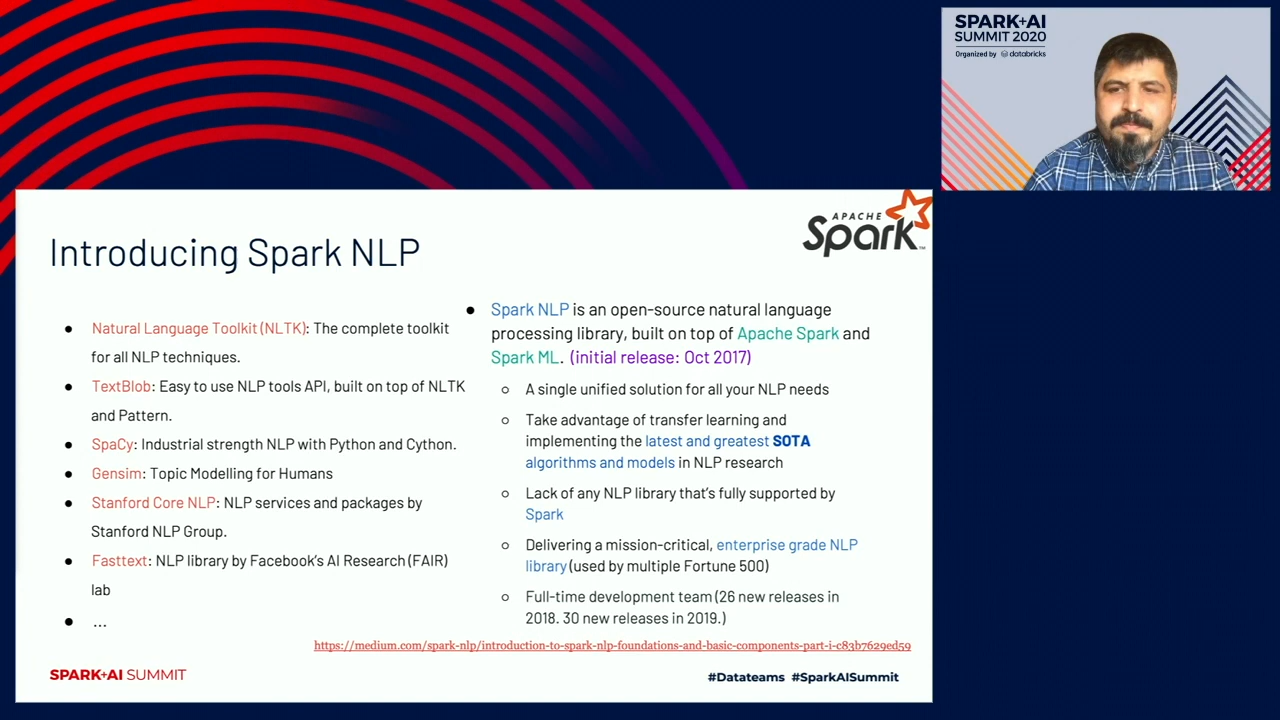 SPARK+AI
SUMMIT 2020
Organized by databricks
APACHE
Spark™
Introducing Spark NLP
● Natural Language Toolkit (NLTK): The complete toolkit
for all NLP techniques.
● TextBlob: Easy to use NLP tools API, built on top of NLTK
and Pattern.
● SpaCy: Industrial strength NLP with Python and Cython.
● Gensim: Topic Modelling for Humans
● Stanford Core NLP: NLP services and packages by
Stanford NLP Group.
● Fasttext: NLP library by Facebook's AI Research (FAIR)
lab
● ...
● Spark NLP is an open-source natural language
processing library, built on top of Apache Spark and
Spark ML. (initial release: Oct 2017)
○ A single unified solution for all your NLP needs
○ Take advantage of transfer learning and
implementing the latest and greatest SOTA
algorithms and models in NLP research
○ Lack of any NLP library that's fully supported by
Spark
○ Delivering a mission-critical, enterprise grade NLP
library (used by multiple Fortune 500)
○ Full-time development team (26 new releases in
2018. 30 new releases in 2019.)
https://medium.com/spark-nlp/introduction-to-spark-nlp-foundations-and-basic-components-part-i-c83b7629ed59
SPARK+AI SUMMIT
#Datateams #SparkAISummit